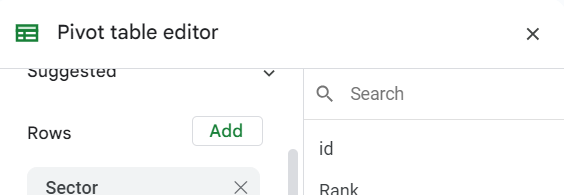 Pivot table editor
Suggested
Rows
Add
Sector
Search
id
Rank